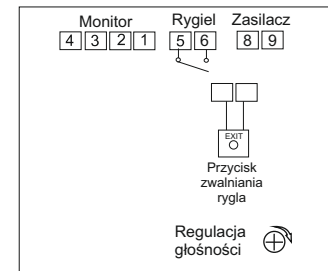 Monitor Rygiel Zasilacz
4 3 2 1 5 6 8 9
EXIT
Przycisk
zwalniania
rygla
Regulacja
głośności